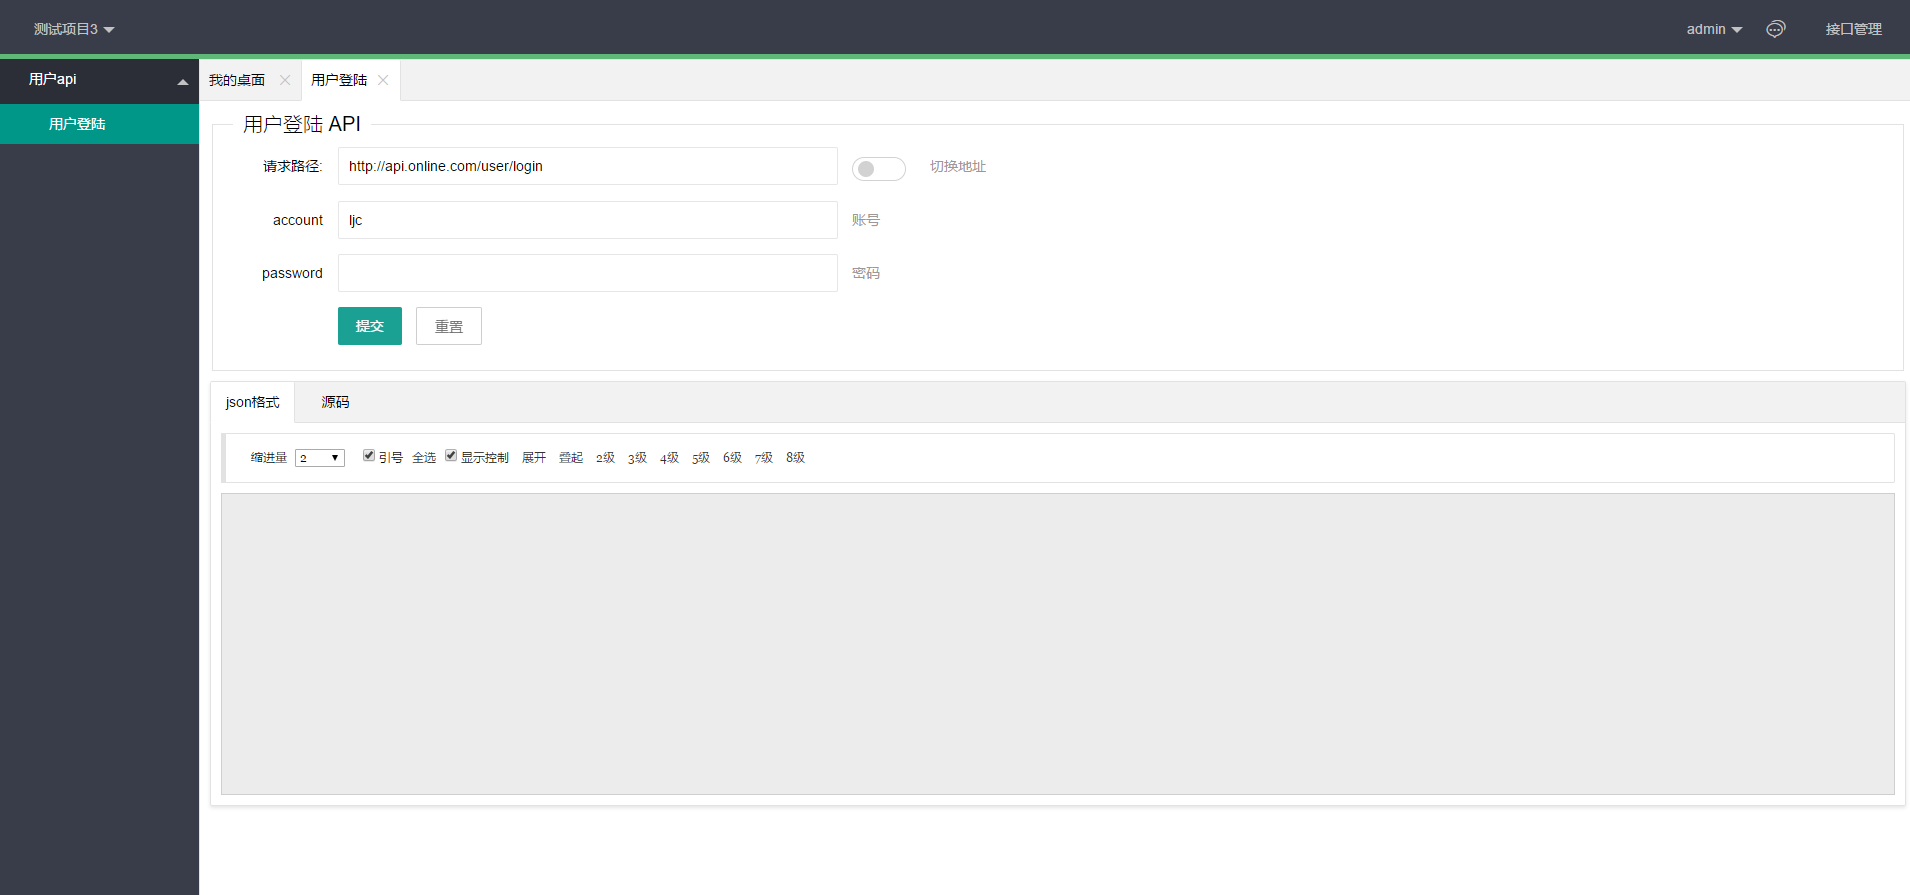 测试项目3
admin
接口管理
用户api
用户登陆
我的桌面
用户登陆
用户登陆 API
请求路径: http://api.online.com/user/login 切换地址
account ljc 账号
password 密码
提交 重置
json格式 源码
缩进量 2 引号 全选 显示控制 展开 叠起 2级 3级 4级 5级 6级 7级 8级